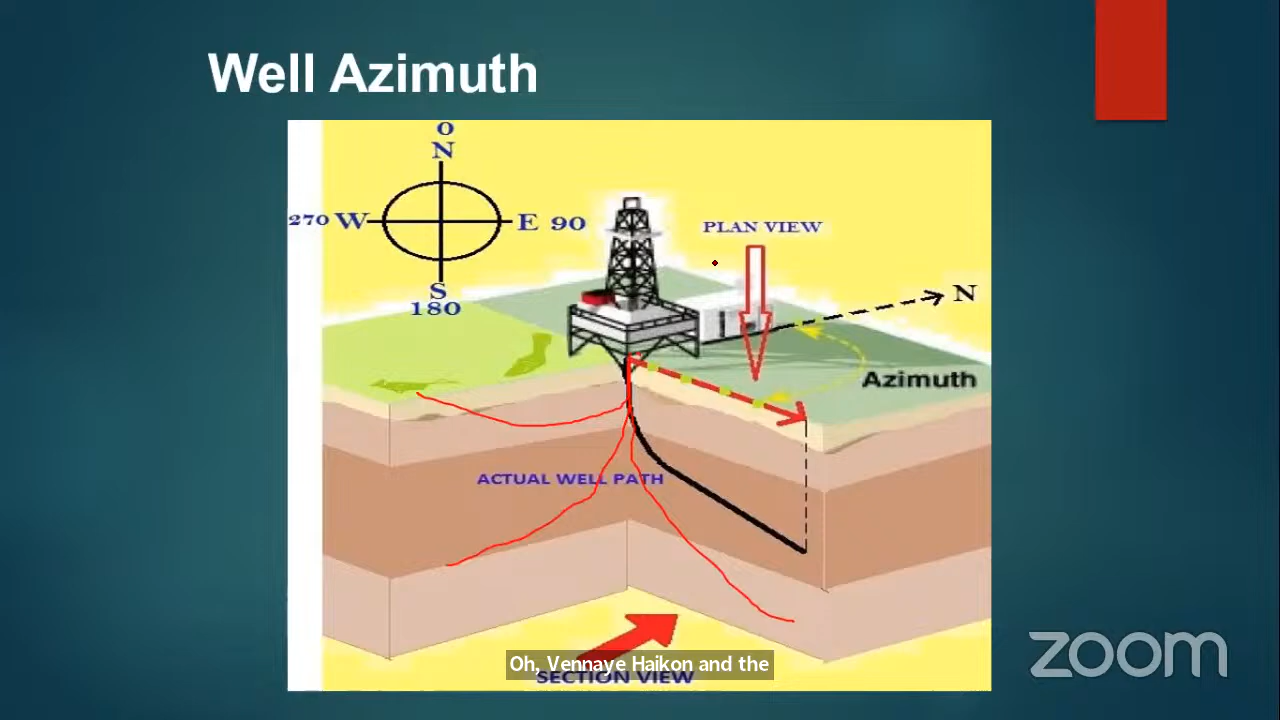 Well Azimuth
0
N
270 W
E 90
S
180
PLAN VIEW
N
Azimuth
ACTUAL WELL PATH
Oh, Vennaye Haikon and the
SECTION VIEW
zoom